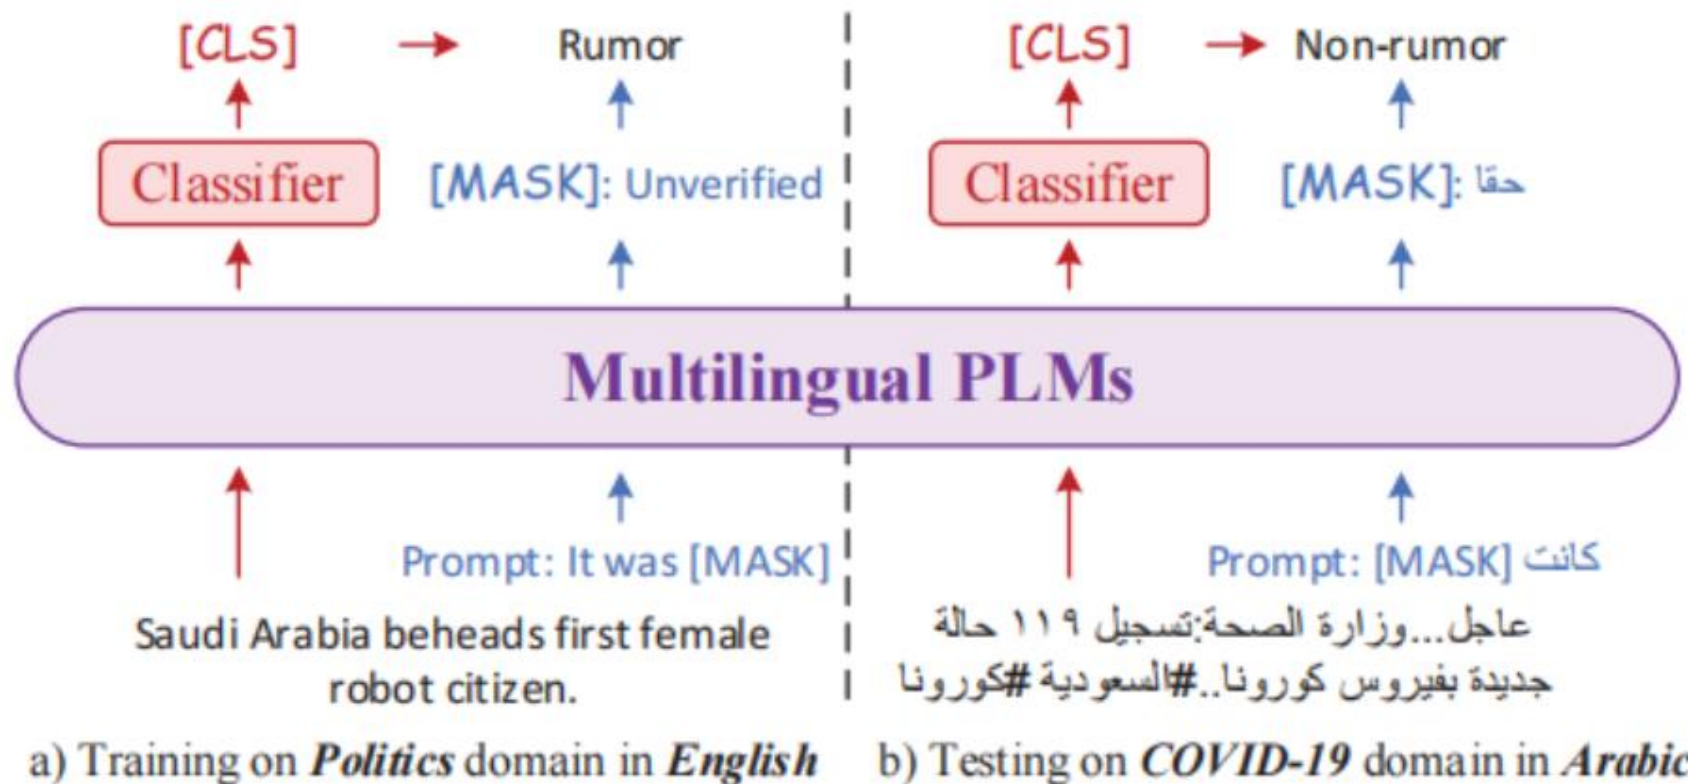 [CLS] Rumor
Classifier [MASK]: Unverified
[CLS] Non-rumor
Classifier [MASK]: حقا
Multilingual PLMs
Prompt: It was [MASK]
Saudi Arabia beheads first female
robot citizen.
Prompt: [MASK] كانت
عاجل...وزارة الصحة:تسجيل ١١٩ حالة
جديدة بفيروس كورونا..#السعودية #كورونا
a) Training on Politics domain in English
b) Testing on COVID-19 domain in Arabic